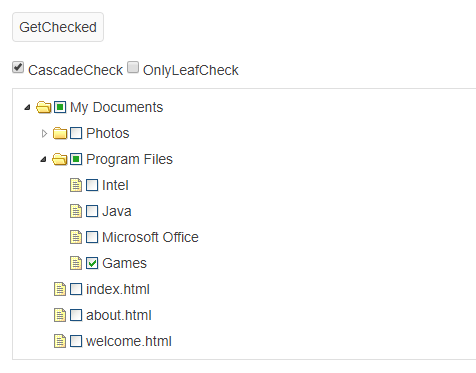 GetChecked
CascadeCheck OnlyLeafCheck
My Documents
Photos
Program Files
Intel
Java
Microsoft Office
Games
index.html
about.html
welcome.html